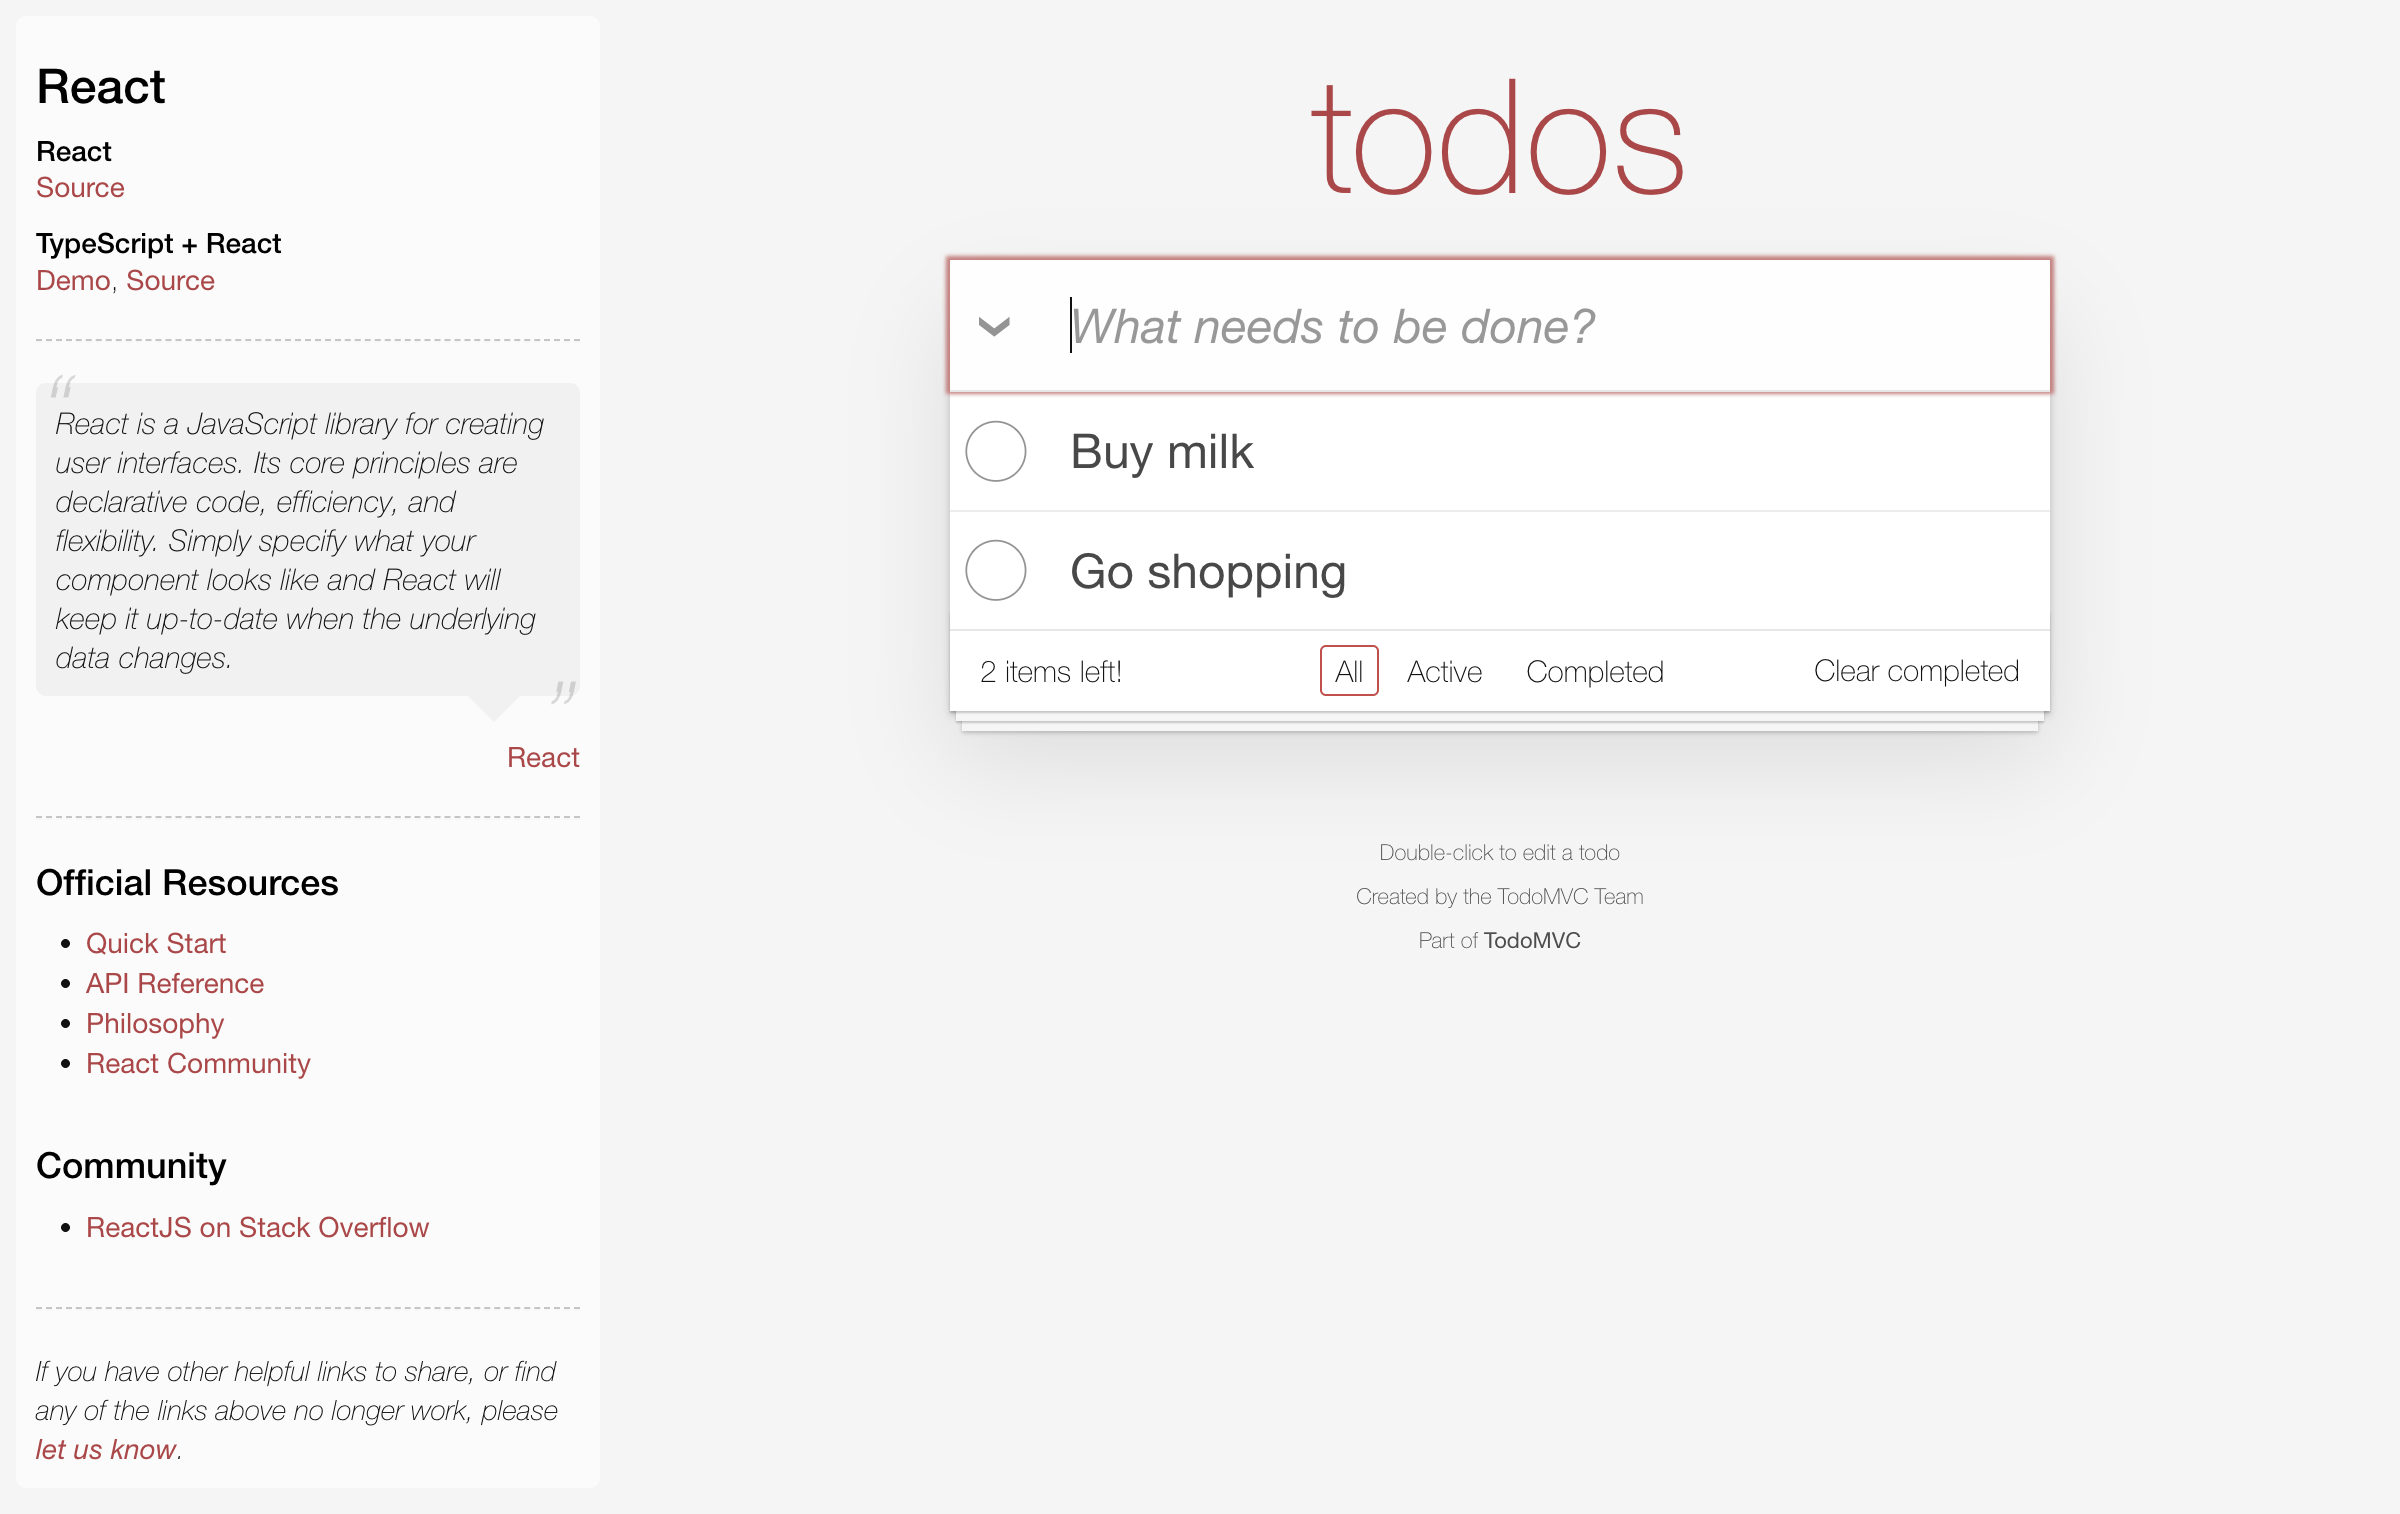 React
React
Source
TypeScript + React
Demo, Source
“
React is a JavaScript library for creating
user interfaces. Its core principles are
declarative code, efficiency, and
flexibility. Simply specify what your
component looks like and React will
keep it up-to-date when the underlying
data changes.
”
React
Official Resources
• Quick Start
• API Reference
• Philosophy
• React Community
Community
• ReactJS on Stack Overflow
If you have other helpful links to share, or find
any of the links above no longer work, please
let us know.
todos
What needs to be done?
Buy milk
Go shopping
2 items left! All Active Completed Clear completed
Double-click to edit a todo
Created by the TodoMVC Team
Part of TodoMVC